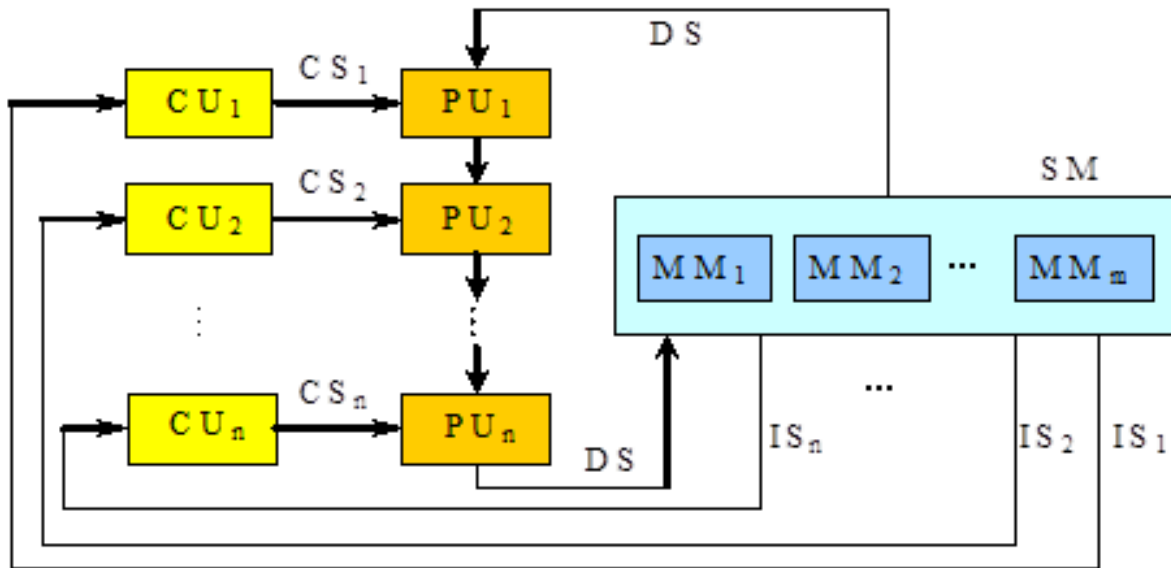 DS
CS1
CU1
PU1
CS2
SM
CU2
PU2
MM1
MM2
...
MMm
...
CSn
CUn
PUn
ISn
IS2
IS1
DS